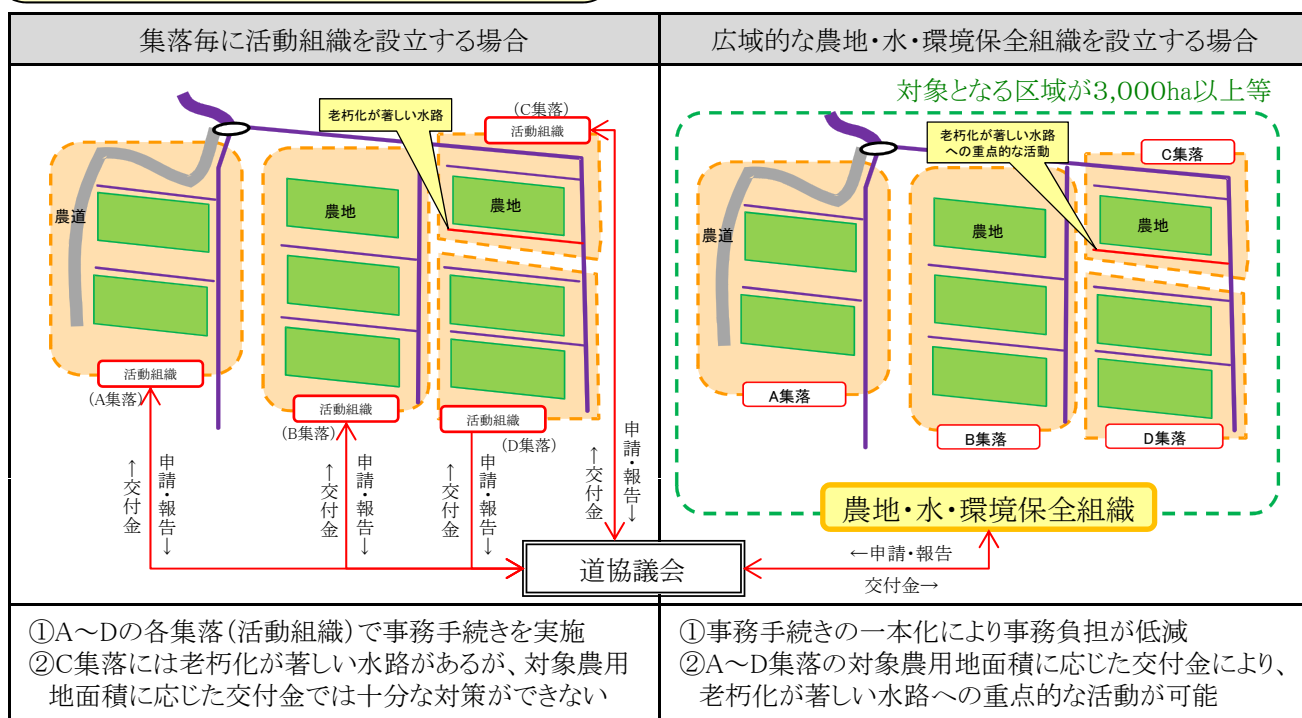 集落毎に活動組織を設立する場合
老朽化が著しい水路
(C集落)
活動組織
農道
農地
農地
活動組織
(A集落)
活動組織
(B集落)
活動組織
(D集落)
←交付金
申請・報告→
←交付金
申請・報告→
←交付金
申請・報告→
←交付金
申請・報告→
道協議会
①A～Dの各集落(活動組織)で事務手続きを実施
②C集落には老朽化が著しい水路があるが、対象農用
地面積に応じた交付金では十分な対策ができない
広域的な農地・水・環境保全組織を設立する場合
対象となる区域が3,000ha以上等
老朽化が著しい水路
への重点的な活動
C集落
農道
農地
農地
A集落
B集落
D集落
農地・水・環境保全組織
←申請・報告
交付金→
①事務手続きの一本化により事務負担が低減
②A～D集落の対象農用地面積に応じた交付金により、
老朽化が著しい水路への重点的な活動が可能